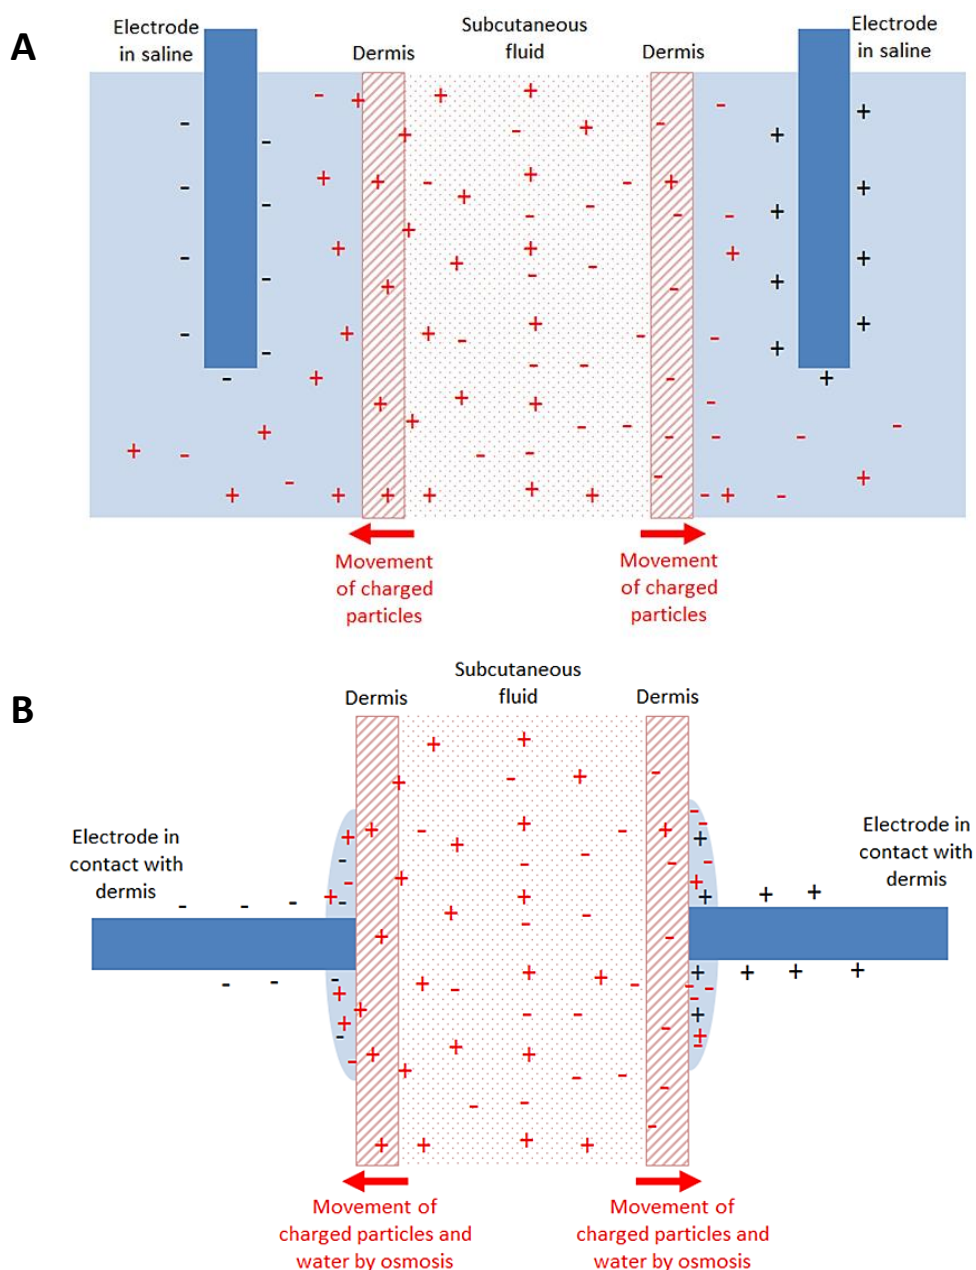 A
Electrode
in saline
Dermis
Subcutaneous
fluid
Dermis
Electrode
in saline
Movement
of charged
particles
Movement
of charged
particles
B
Dermis
Subcutaneous
fluid
Dermis
Electrode in
contact with
dermis
Electrode in
contact with
dermis
Movement of
charged particles and
water by osmosis
Movement of
charged particles and
water by osmosis